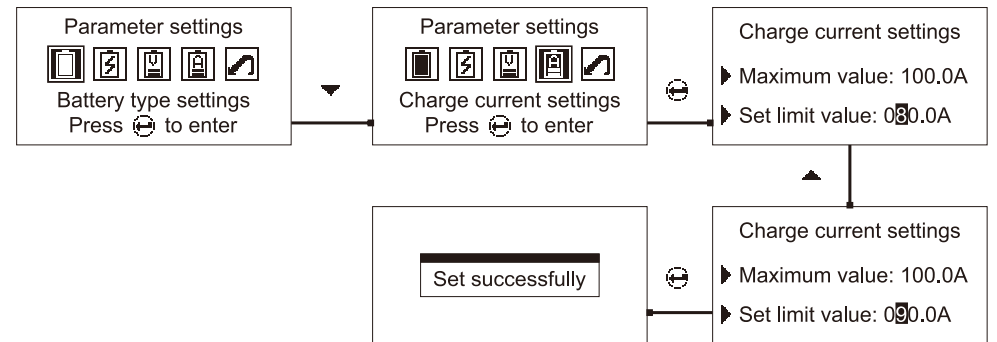 Parameter settings
Battery type settings
Press to enter
Parameter settings
Charge current settings
Press to enter
Charge current settings
Maximum value: 100.0A
Set limit value: 080.0A
Charge current settings
Maximum value: 100.0A
Set limit value: 090.0A
Set successfully